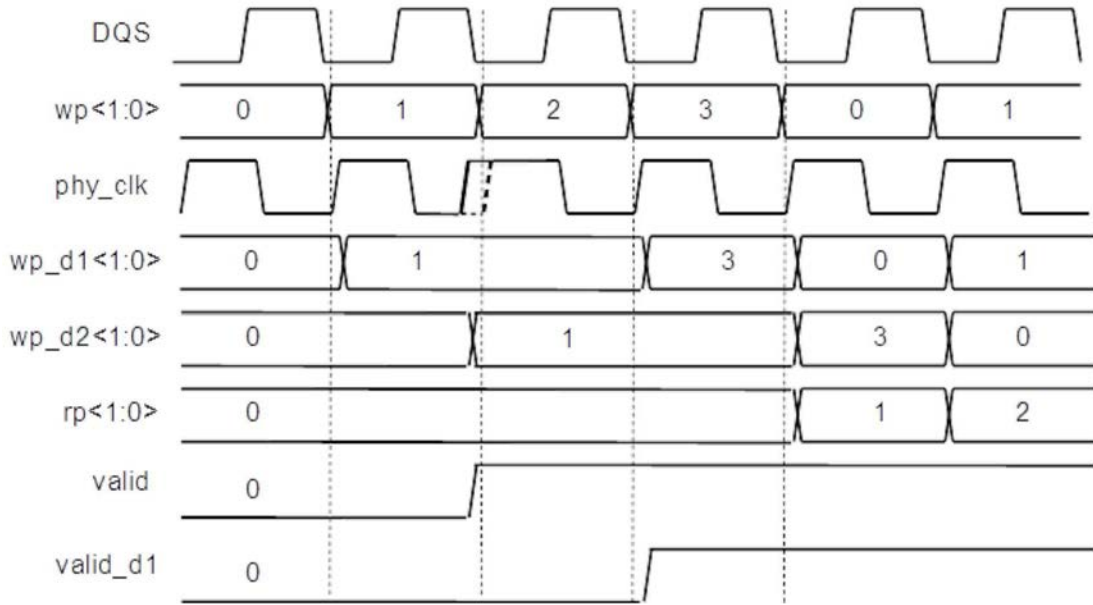 DQS
wp<1:0> 0 1 2 3 0 1
phy_clk
wp_d1<1:0> 0 1 3 0 1
wp_d2<1:0> 0 1 3 0
rp<1:0> 0 1 2
valid 0
valid_d1 0